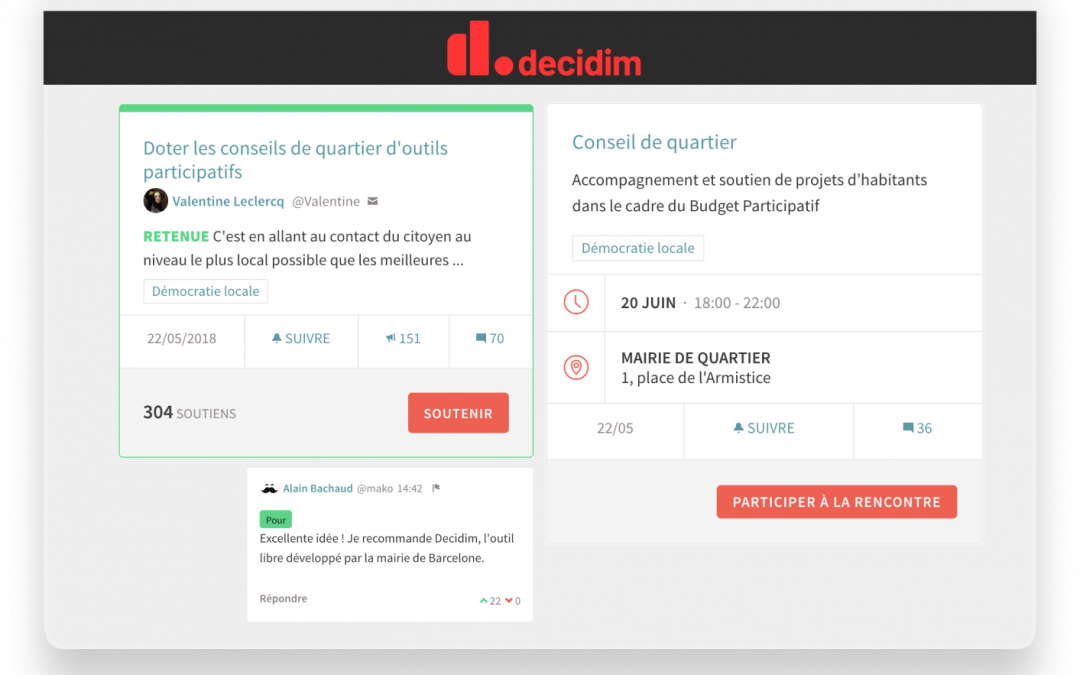 decidim
Doter les conseils de quartier d'outils
participatifs
Valentine Leclercq @Valentine
RETENUE C'est en allant au contact du citoyen au
niveau le plus local possible que les meilleures ...
Démocratie locale
22/05/2018 SUIVRE 151 70
304 SOUTIENS SOUTENIR
Alain Bachaud @mako 14:42
Pour
Excellente idée ! Je recommande Decidim, l'outil
libre développé par la mairie de Barcelone.
Répondre 22 0
Conseil de quartier
Accompagnement et soutien de projets d’habitants
dans le cadre du Budget Participatif
Démocratie locale
20 JUIN · 18:00 - 22:00
MAIRIE DE QUARTIER
1, place de l'Armistice
22/05 SUIVRE 36
PARTICIPER À LA RENCONTRE